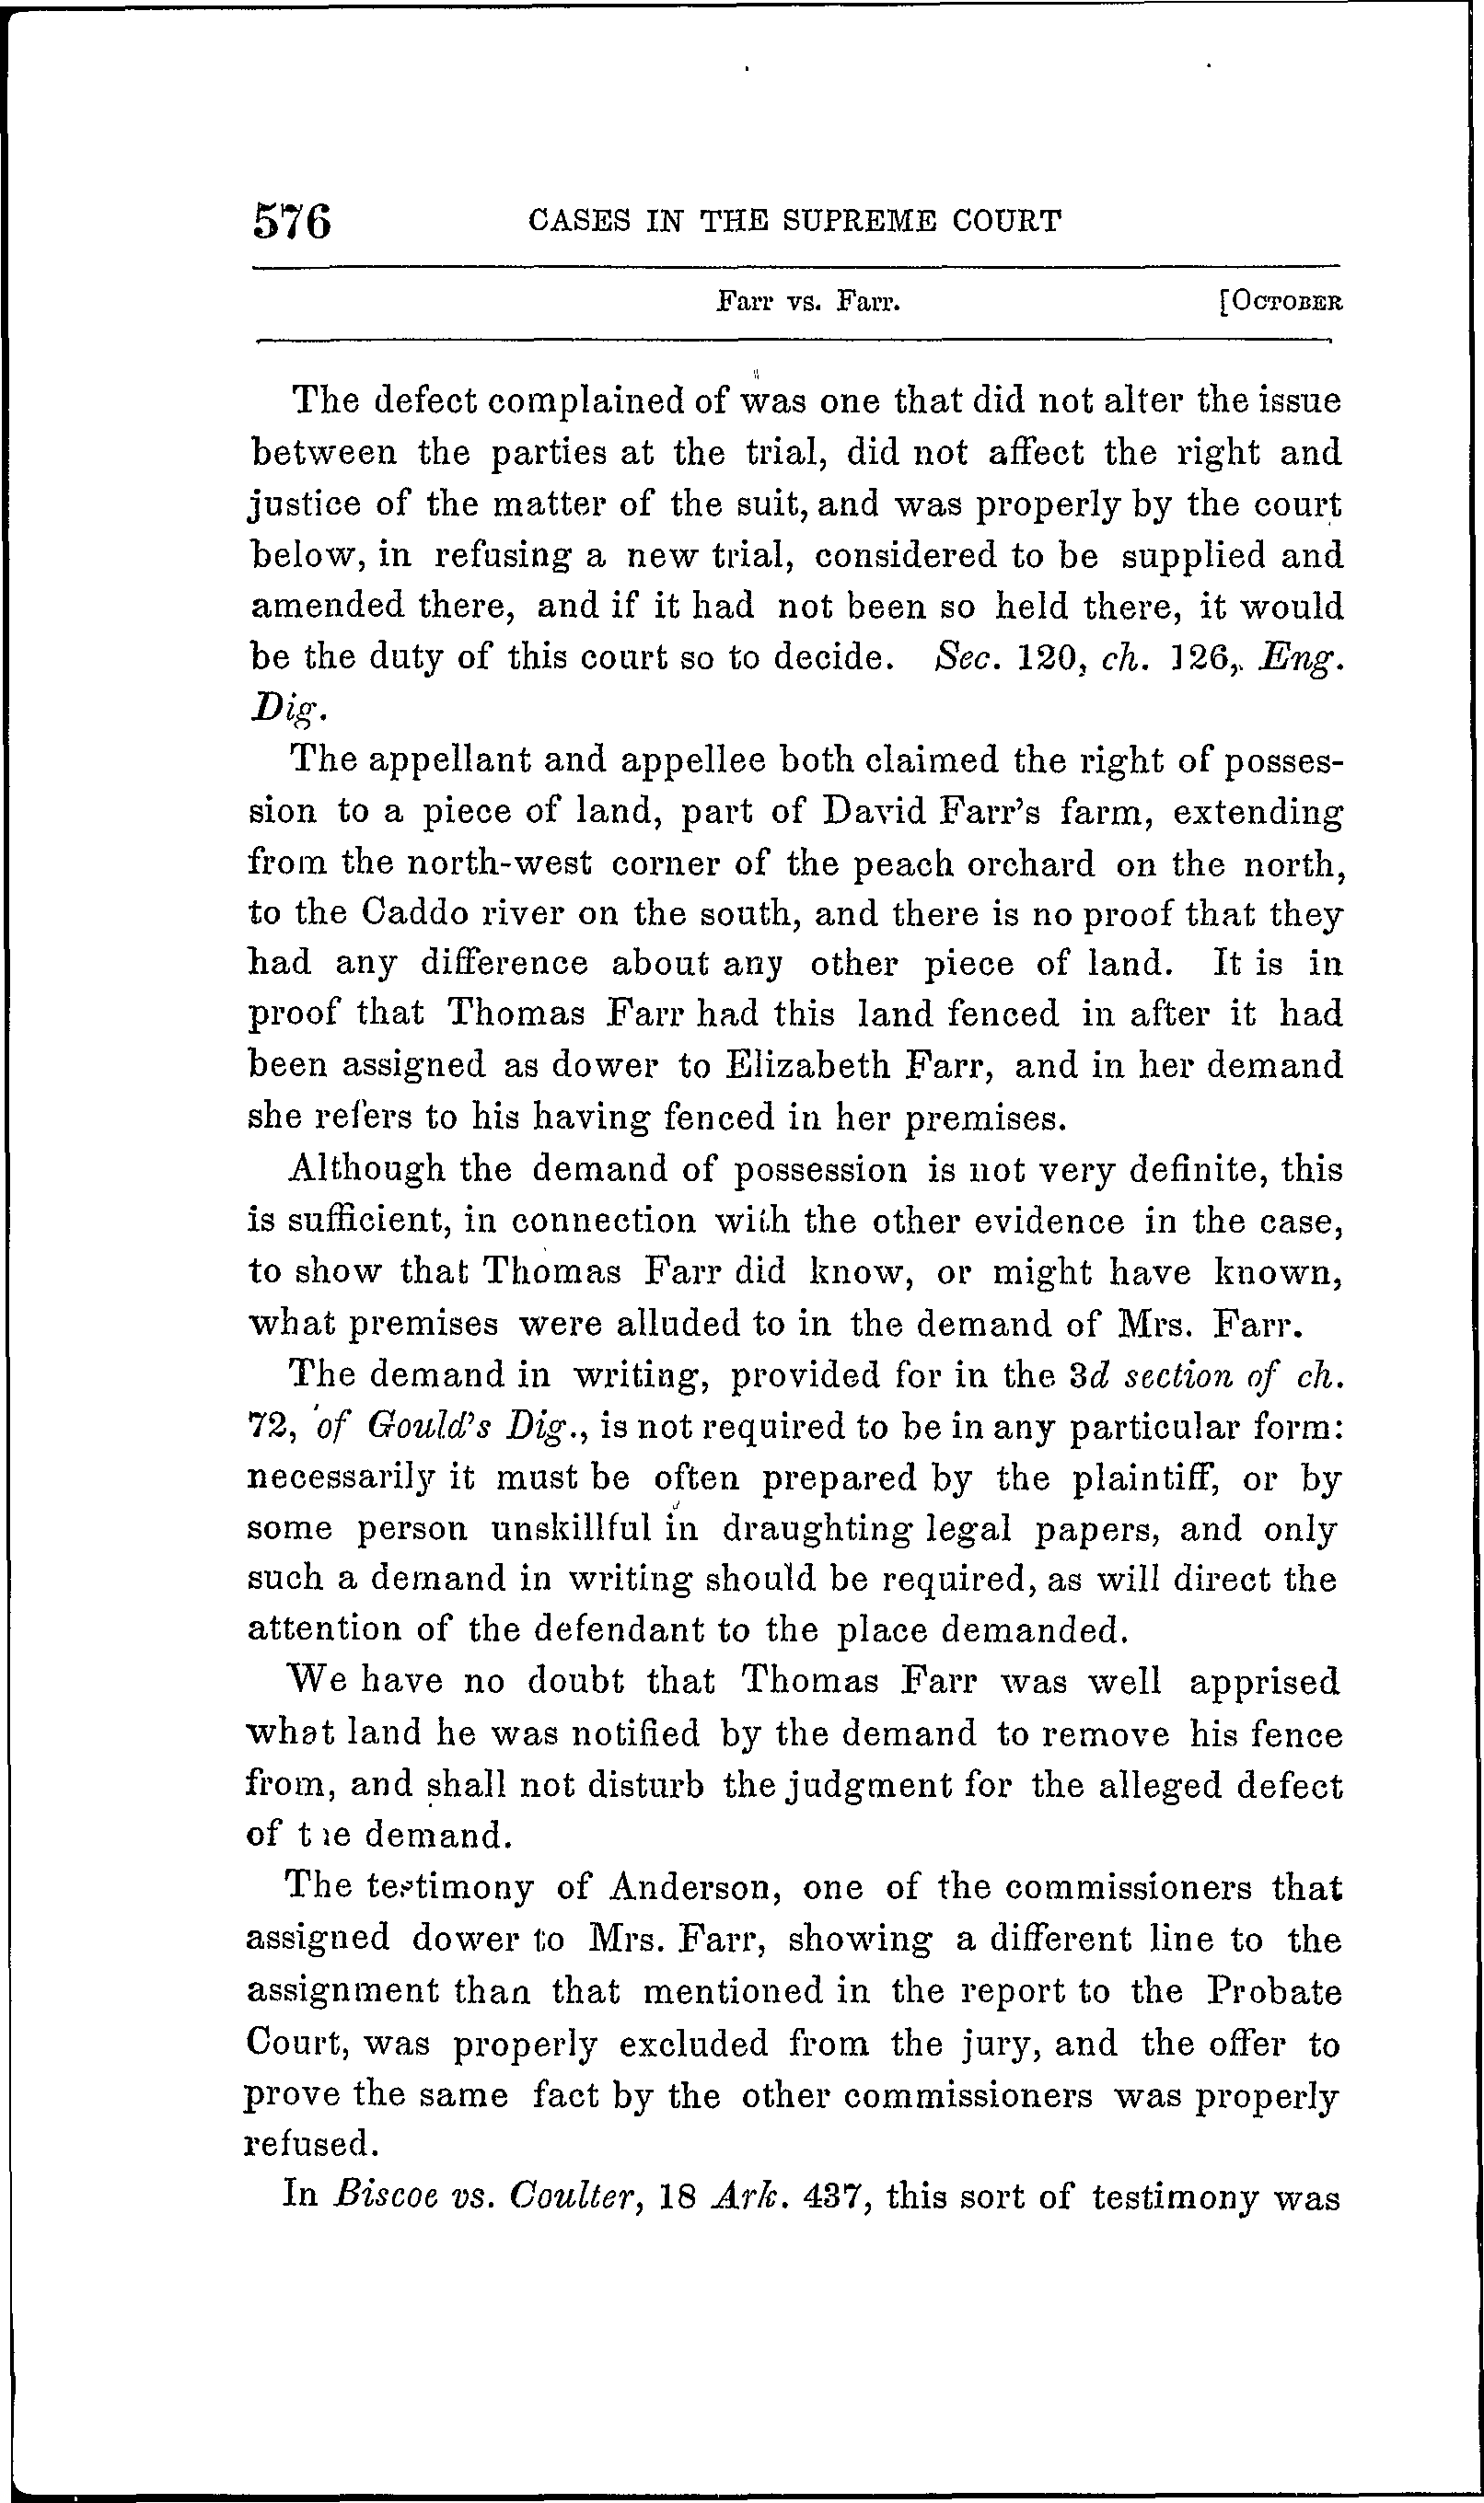 576 CASES IN THE SUPREME COURT
Farr vs. Farr. [OCTOBER
The defect complained of was one that did not alter the issue
between the parties at the trial, did not affect the right and
justice of the matter of the suit, and was properly by the court
below, in refusing a new trial, considered to be supplied and
amended there, and if it had not been so held there, it would
be the duty of this court so to decide. Sec. 120, ch. 126, Eng.
Dig.
The appellant and appellee both claimed the right of posses-
sion to a piece of land, part of David Farr's farm, extending
from the north-west corner of the peach orchard on the north,
to the Caddo river on the south, and there is no proof that they
had any difference about any other piece of land. It is in
proof that Thomas Farr had this land fenced in after it had
been assigned as dower to Elizabeth Farr, and in her demand
she refers to his having fenced in her premises.
Although the demand of possession is not very definite, this
is sufficient, in connection with the other evidence in the case,
to show that Thomas Farr did know, or might have known,
what premises were alluded to in the demand of Mrs. Farr.
The demand in writing, provided for in the 3d section of ch.
72, of Gould's Dig., is not required to be in any particular form:
necessarily it must be often prepared by the plaintiff, or by
some person unskillful in draughting legal papers, and only
such a demand in writing should be required, as will direct the
attention of the defendant to the place demanded.
We have no doubt that Thomas Farr was well apprised
what land he was notified by the demand to remove his fence
from, and shall not disturb the judgment for the alleged defect
of the demand.
The testimony of Anderson, one of the commissioners that
assigned dower to Mrs. Farr, showing a different line to the
assignment than that mentioned in the report to the Probate
Court, was properly excluded from the jury, and the offer to
prove the same fact by the other commissioners was properly
refused.
In Biscoe vs. Coulter, 18 Ark. 437, this sort of testimony was